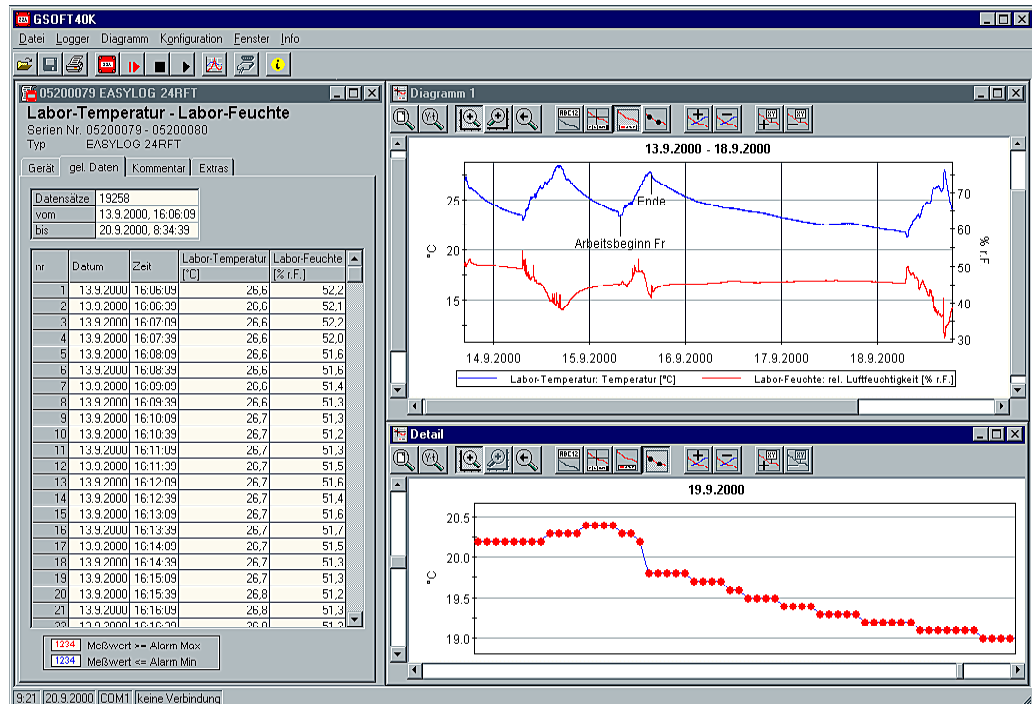 GSOFT40K
Datei Logger Diagramm Konfiguration Fenster Info
05200079 EASYLOG 24RFT
Labor-Temperatur - Labor-Feuchte
Serien Nr. 05200079 - 05200080
Typ EASYLOG 24RFT
Gerät gel. Daten Kommentar Extras
Datensätze 19258
vom 13.9.2000, 16:06:09
bis 20.9.2000, 8:34:39
nr Datum Zeit Labor-Temperatur [°C] Labor-Feuchte [% r.F.]
1 13.9.2000 16:06:09 26,6 52,2
2 13.9.2000 16:06:39 26,6 52,1
3 13.9.2000 16:07:09 26,6 52,2
4 13.9.2000 16:07:39 26,6 52,0
5 13.9.2000 16:08:09 26,6 51,6
6 13.9.2000 16:08:39 26,6 51,6
7 13.9.2000 16:09:09 26,6 51,4
8 13.9.2000 16:09:39 26,6 51,3
9 13.9.2000 16:10:09 26,7 51,3
10 13.9.2000 16:10:39 26,7 51,2
11 13.9.2000 16:11:09 26,7 51,3
12 13.9.2000 16:11:39 26,7 51,5
13 13.9.2000 16:12:09 26,7 51,6
14 13.9.2000 16:12:39 26,7 51,4
15 13.9.2000 16:13:09 26,7 51,6
16 13.9.2000 16:13:39 26,7 51,7
17 13.9.2000 16:14:09 26,7 51,5
18 13.9.2000 16:14:39 26,7 51,3
19 13.9.2000 16:15:09 26,7 51,3
20 13.9.2000 16:15:39 26,8 51,2
21 13.9.2000 16:16:09 26,8 51,3
1234 Meßwert >= Alarm Max
1234 Meßwert <= Alarm Min
Diagramm 1
13.9.2000 - 18.9.2000
25
20
15
°C
70
60
50
40
30
% r.F
Ende
Arbeitsbeginn Fr
14.9.2000 15.9.2000 16.9.2000 17.9.2000 18.9.2000
Labor-Temperatur: Temperatur [°C] Labor-Feuchte: rel. Luftfeuchtigkeit [% r.F.]
Detail
19.9.2000
20.5
20.0
°C
19.5
19.0
9:21 20.9.2000 COM1 keine Verbindung